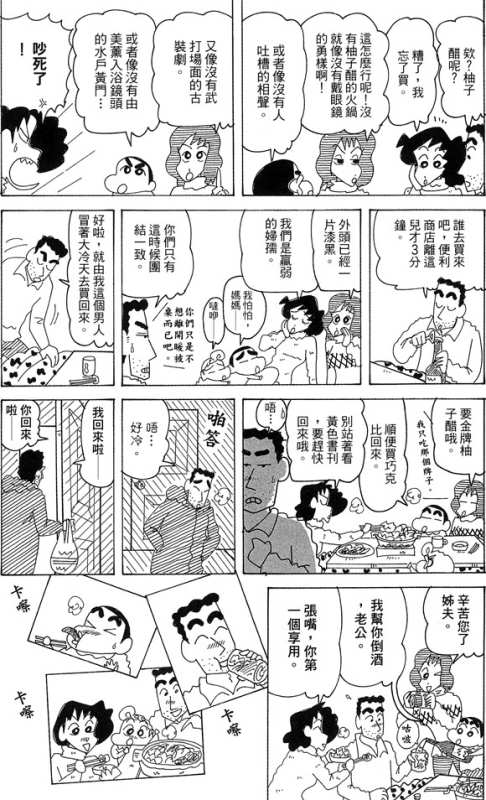 欸？柚子
醋呢？
糟了，我
忘了買。
這怎麼行呢！沒
有柚子醋的火鍋
就像沒有戴眼鏡
的勇樣啊！
或者像沒有人
吐槽的相聲。
又像沒有武
打場面的古
裝劇。
或者像沒有由
美薰入浴鏡頭
的水戶黃門…
吵死了
！
誰去買來
吧，便利
商店離這
兒才3分
鐘。
外頭已經一
片漆黑。
我們是羸弱
的婦孺。
我怕怕，
媽媽。
噠咿
你們只有
這時候團
結一致。
你們只是不
想離開暖被
桌而已吧。
好啦，就由我這個男人
冒著大冷天去買回來。
要金牌柚
子醋哦。
我只吃那個牌子。
順便買巧克
比回來。
別站著看
黃色書刊
，要趕快
回來哦。
唔…
啪答
唔…
好冷。
我回來啦
你回來
啦
辛苦您了
姊夫。
我幫你倒酒
，老公。
張嘴，你第
一個享用。
咕啵
卡嚓
卡嚓
卡嚓